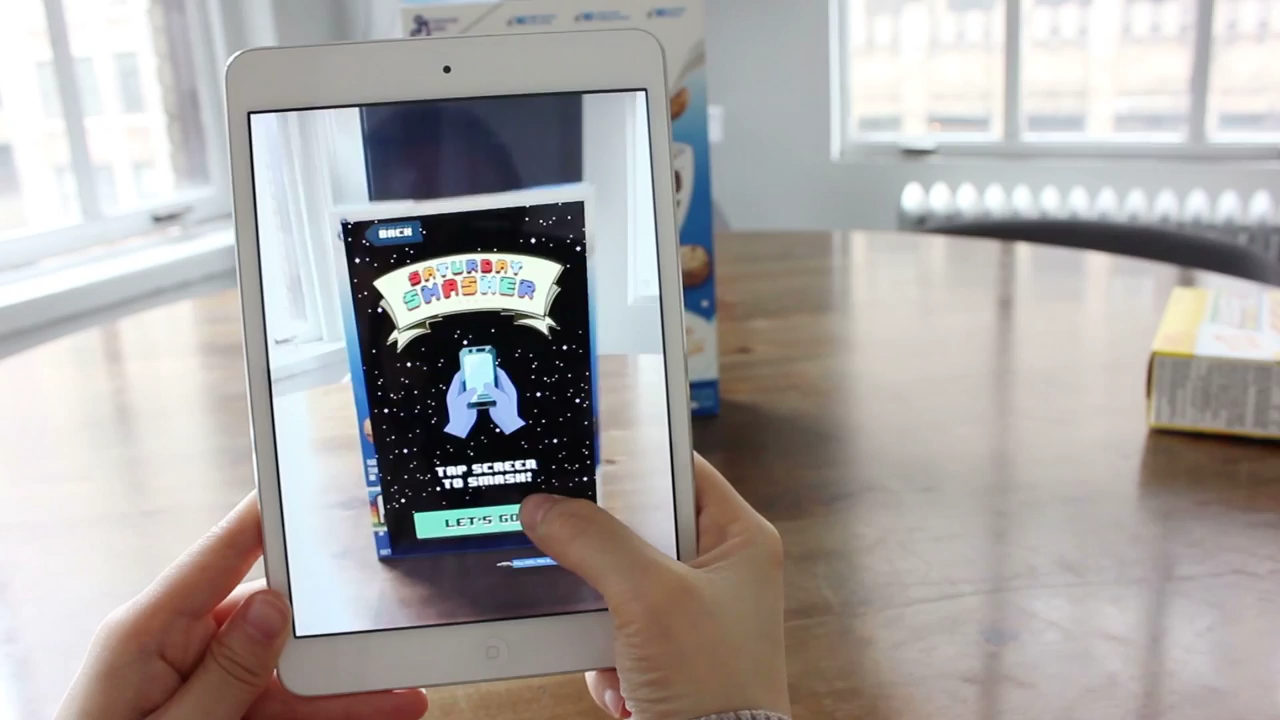 BACK
SATURDAY
SMASHER
TAP SCREEN
TO SMASH!
LET'S GO